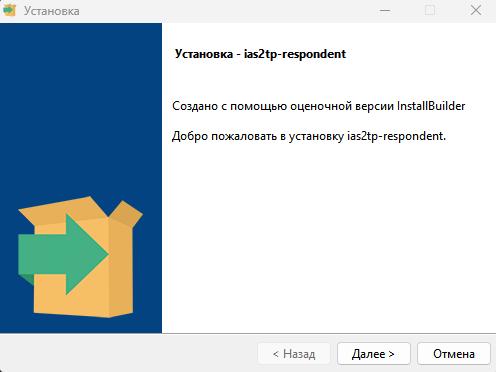 Установка
Установка - ias2tp-respondent
Создано с помощью оценочной версии InstallBuilder
Добро пожаловать в установку ias2tp-respondent.
< Назад
Далее >
Отмена